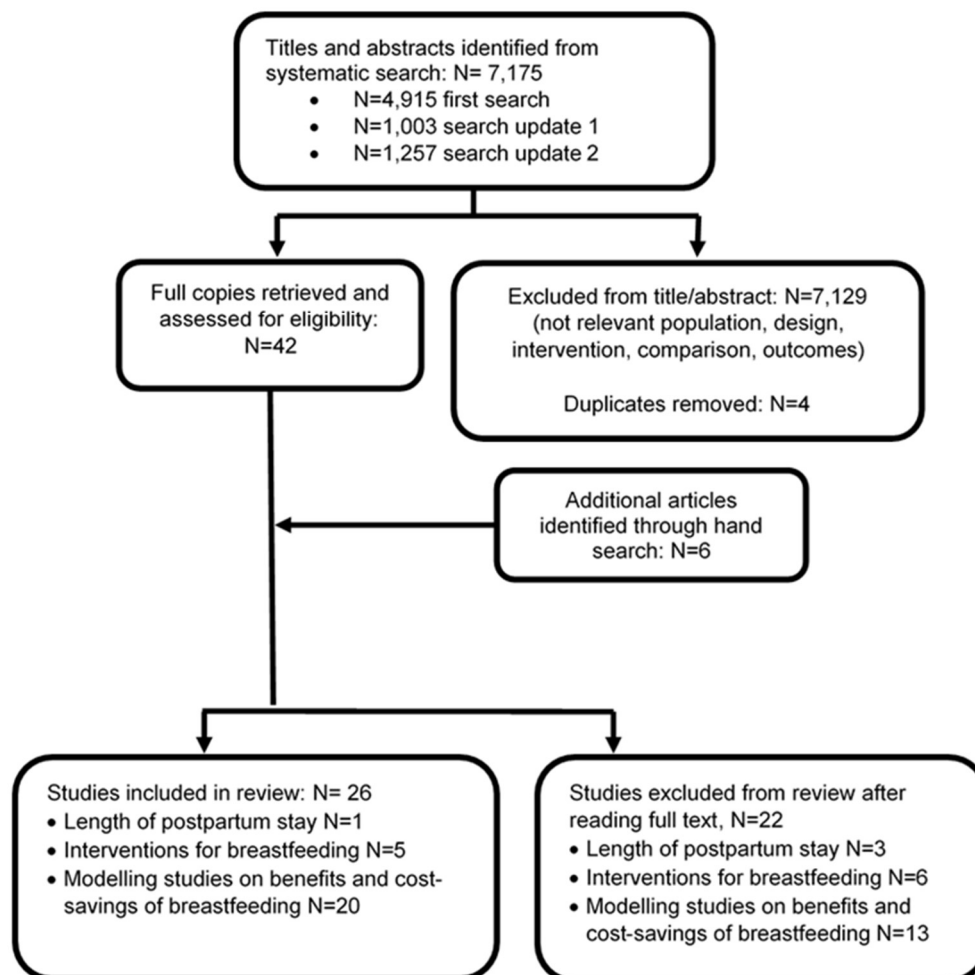 Titles and abstracts identified from
systematic search: N= 7,175
• N=4,915 first search
• N=1,003 search update 1
• N=1,257 search update 2
Full copies retrieved and
assessed for eligibility:
N=42
Excluded from title/abstract: N=7,129
(not relevant population, design,
intervention, comparison, outcomes)
Duplicates removed: N=4
Additional articles
identified through hand
search: N=6
Studies included in review: N= 26
• Length of postpartum stay N=1
• Interventions for breastfeeding N=5
• Modelling studies on benefits and cost-
savings of breastfeeding N=20
Studies excluded from review after
reading full text, N=22
• Length of postpartum stay N=3
• Interventions for breastfeeding N=6
• Modelling studies on benefits and
cost-savings of breastfeeding N=13